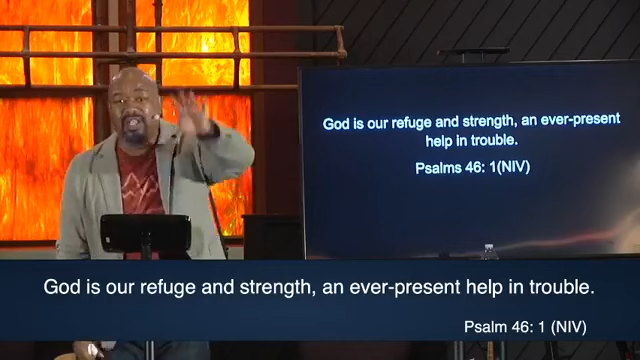 God is our refuge and strength, an ever-present
help in trouble.
Psalms 46: 1(NIV)
God is our refuge and strength, an ever-present help in trouble.
Psalm 46: 1 (NIV)